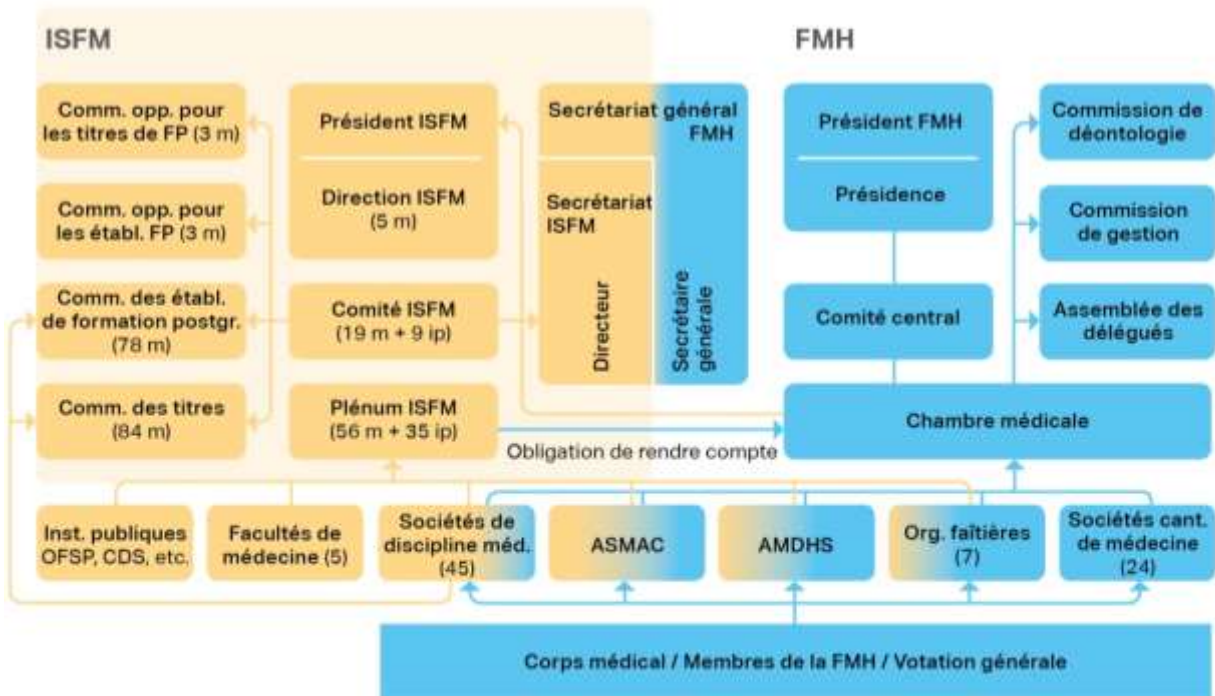 ISFM
FMH
Comm. opp. pour
les titres de FP (3 m)
Président ISFM
Secrétariat général
FMH
Président FMH
Commission de
déontologie
Comm. opp. pour
les établ. FP (3 m)
Direction ISFM
(5 m)
Secrétariat
ISFM
Présidence
Commission
de gestion
Comm. des établ.
de formation postgr.
(78 m)
Comité ISFM
(19 m + 9 ip)
Directeur
Secrétaire
générale
Comité central
Assemblée des
délégués
Comm. des titres
(84 m)
Plénum ISFM
(56 m + 35 ip)
Obligation de rendre compte
Chambre médicale
Inst. publiques
OFSP, CDS, etc.
Facultés de
médecine (5)
Sociétés de
discipline méd.
(45)
ASMAC
AMDHS
Org. faîtières
(7)
Sociétés cant.
de médecine
(24)
Corps médical / Membres de la FMH / Votation générale